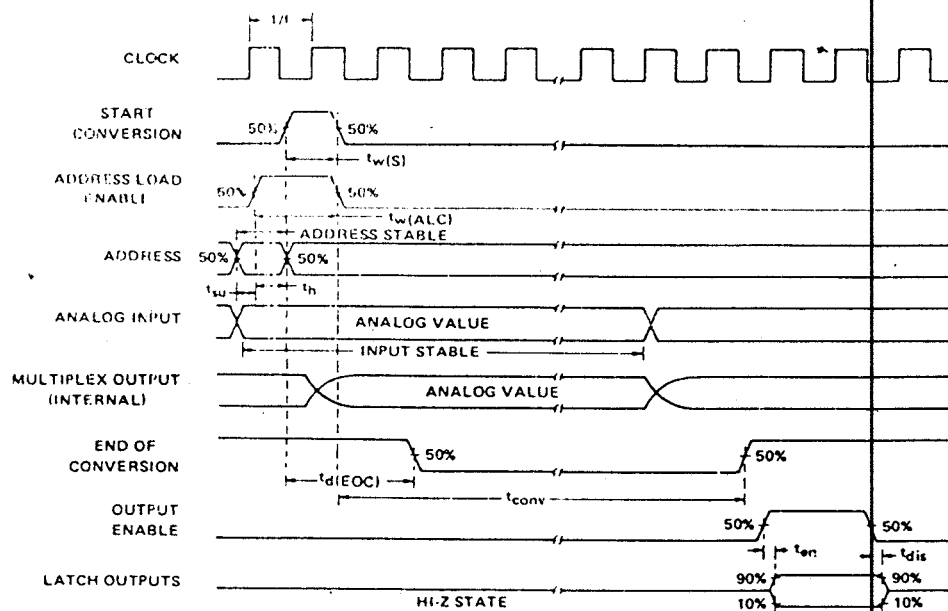 1/f
CLOCK
START
CONVERSION
50%
50%
tw(S)
ADDRESS LOAD
ENABLE
50%
50%
tw(ALC)
ADDRESS STABLE
ADDRESS
50%
50%
tsu
th
ANALOG INPUT
ANALOG VALUE
INPUT STABLE
MULTIPLEX OUTPUT
(INTERNAL)
ANALOG VALUE
END OF
CONVERSION
50%
50%
td(EOC)
tconv
OUTPUT
ENABLE
50%
50%
ten
tdis
LATCH OUTPUTS
90%
90%
HI-Z STATE
10%
10%